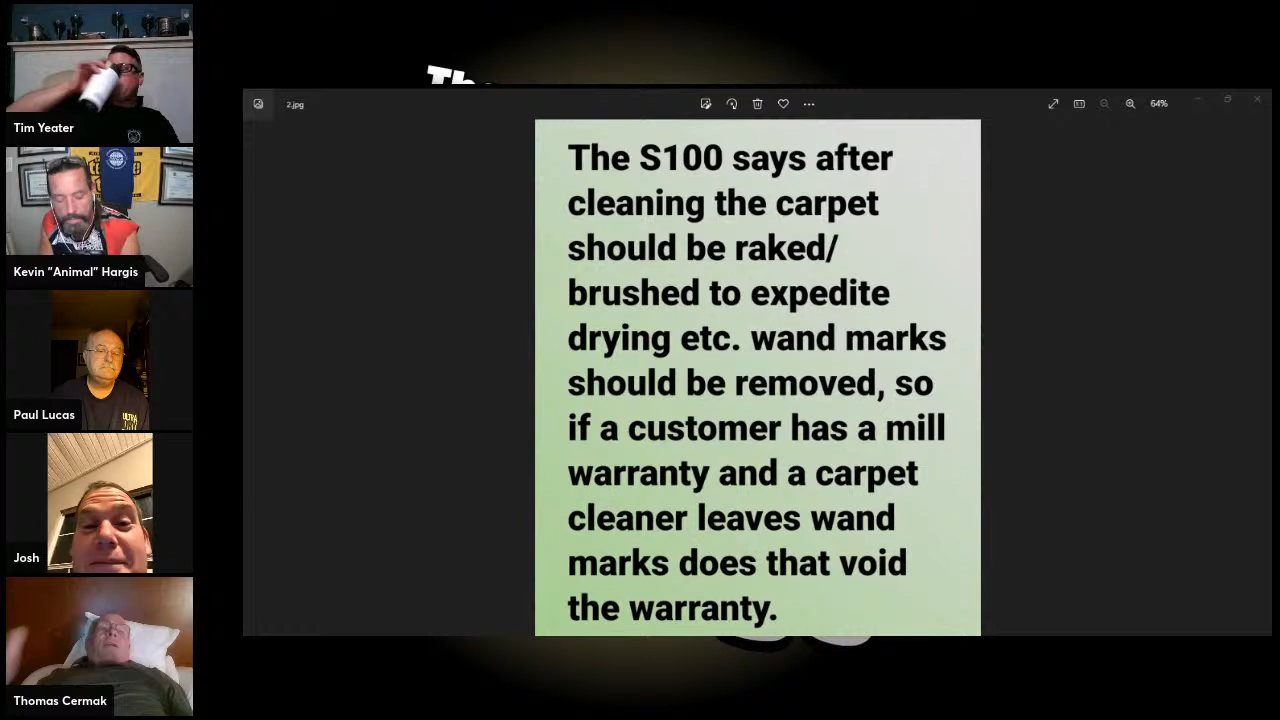 Tim Yeater
Kevin "Animal" Hargis
Paul Lucas
Josh
Thomas Cermak
2.jpg
64%
The S100 says after
cleaning the carpet
should be raked/
brushed to expedite
drying etc. wand marks
should be removed, so
if a customer has a mill
warranty and a carpet
cleaner leaves wand
marks does that void
the warranty.